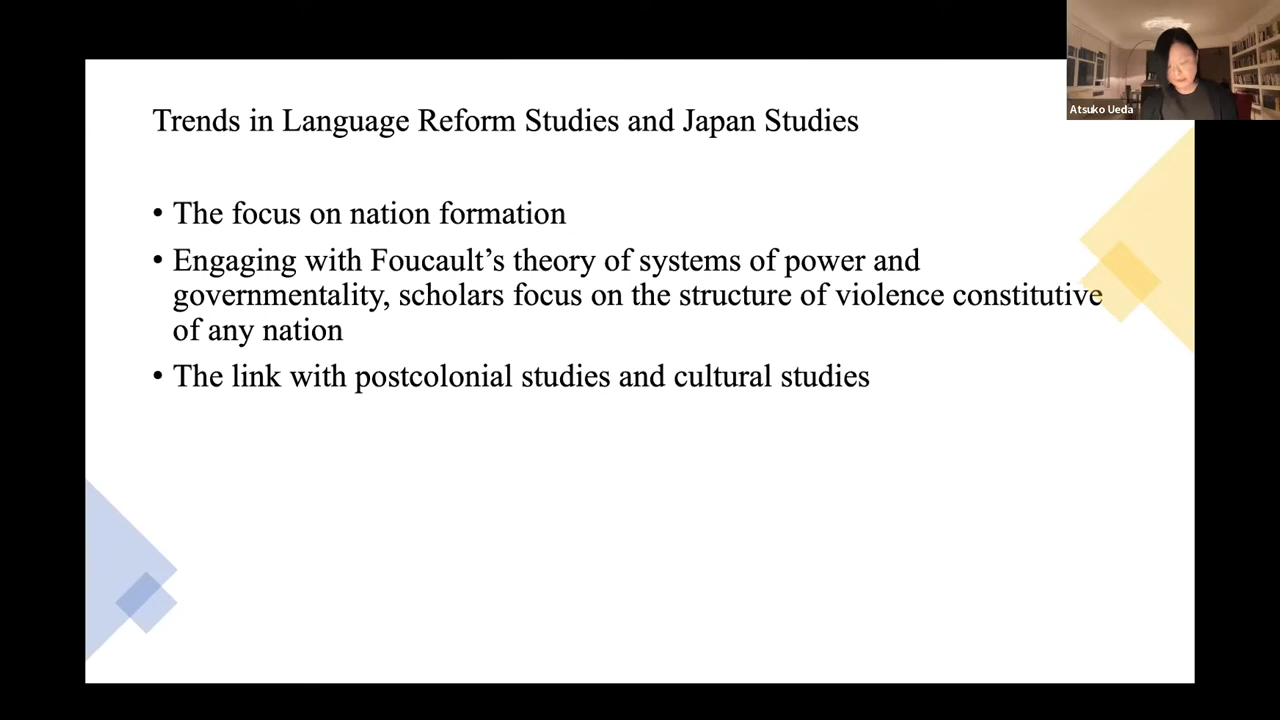 Atsuko Ueda
Trends in Language Reform Studies and Japan Studies
• The focus on nation formation
• Engaging with Foucault’s theory of systems of power and
governmentality, scholars focus on the structure of violence constitutive
of any nation
• The link with postcolonial studies and cultural studies